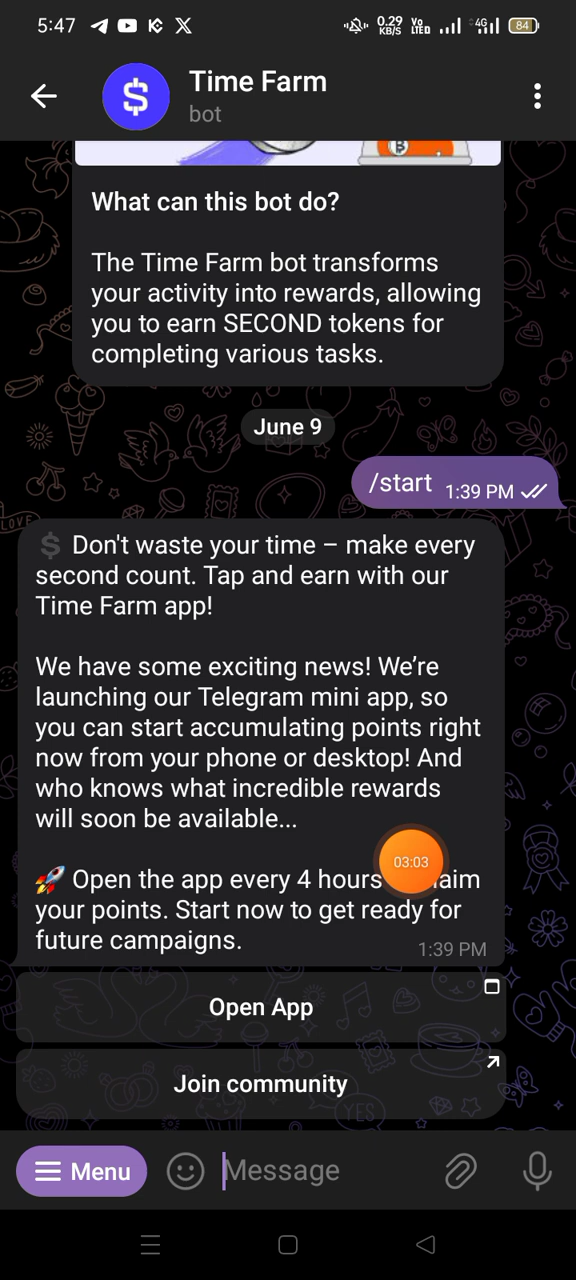 5:47
0.29
KB/S
Vo
LTED
4G
84
Time Farm
bot
What can this bot do?
The Time Farm bot transforms
your activity into rewards, allowing
you to earn SECOND tokens for
completing various tasks.
June 9
/start 1:39 PM
LOVE
$ Don't waste your time – make every
second count. Tap and earn with our
Time Farm app!
We have some exciting news! We’re
launching our Telegram mini app, so
you can start accumulating points right
now from your phone or desktop! And
who knows what incredible rewards
will soon be available...
03:03
🚀 Open the app every 4 hours
your points. Start now to get ready for
future campaigns.
1:39 PM
Open App
Join community
YES
Menu
Message